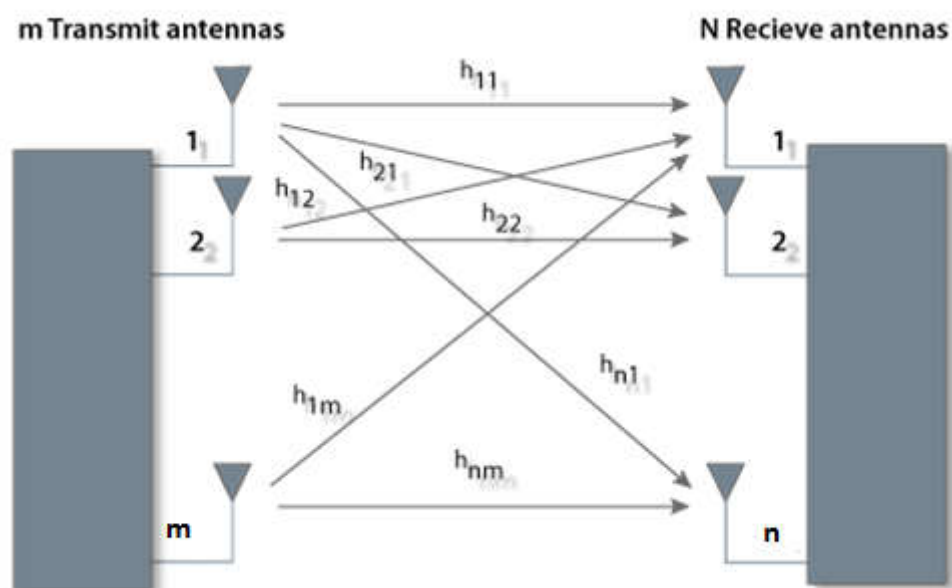 m Transmit antennas
N Recieve antennas
h11
1
1
h21
h12
h22
2
2
hn1
h1m
hnm
m
n